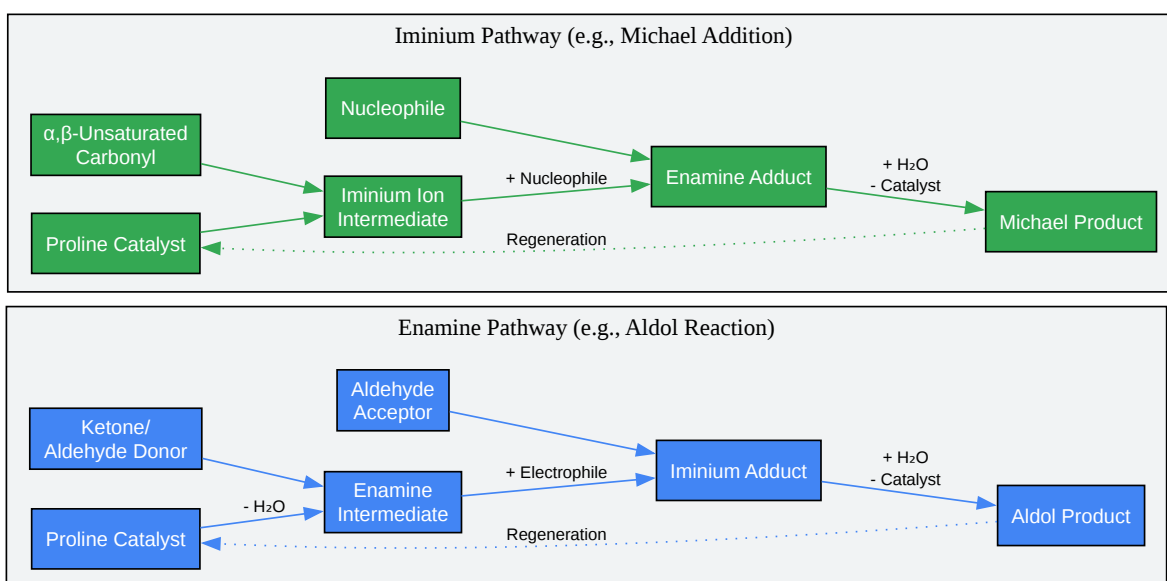 Iminium Pathway (e.g., Michael Addition)
Nucleophile
α,β-Unsaturated
Carbonyl
Iminium Ion
Intermediate
+ Nucleophile
Enamine Adduct
+ H₂O
- Catalyst
Michael Product
Proline Catalyst
Regeneration
Enamine Pathway (e.g., Aldol Reaction)
Aldehyde
Acceptor
Ketone/
Aldehyde Donor
- H₂O
Enamine
Intermediate
+ Electrophile
Iminium Adduct
+ H₂O
- Catalyst
Aldol Product
Proline Catalyst
Regeneration